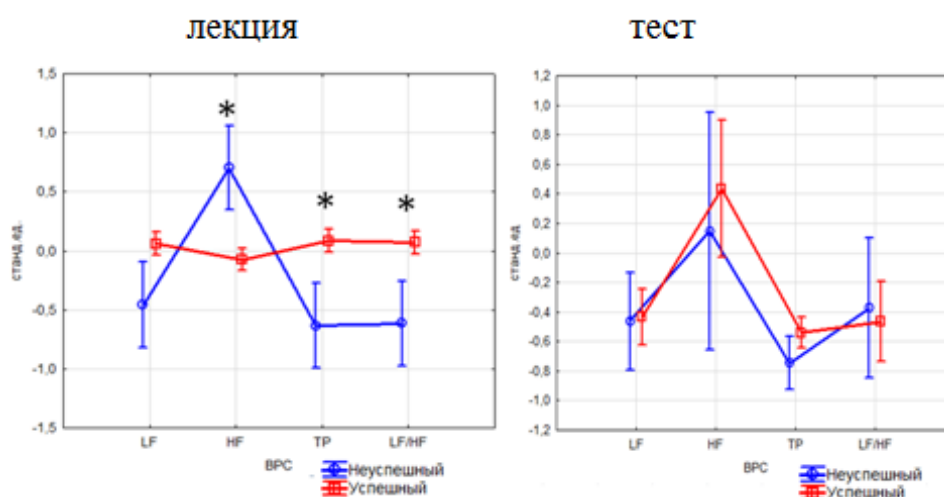 лекция
тест
1,5
1,0
0,5
0,0
-0,5
-1,0
-1,5
станд.ед.
* * *
LF HF TP LF/HF
ВРС
Неуспешный
Успешный
1,2
1,0
0,8
0,6
0,4
0,2
0,0
-0,2
-0,4
-0,6
-0,8
-1,0
-1,2
станд.ед.
LF HF TP LF/HF
ВРС
Неуспешный
Успешный